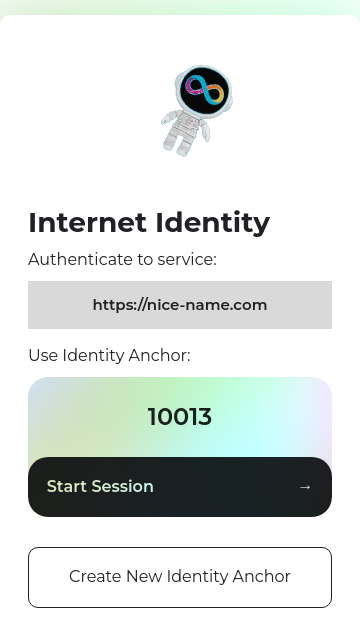 Internet Identity
Authenticate to service:
https://nice-name.com
Use Identity Anchor:
10013
Start Session →
Create New Identity Anchor